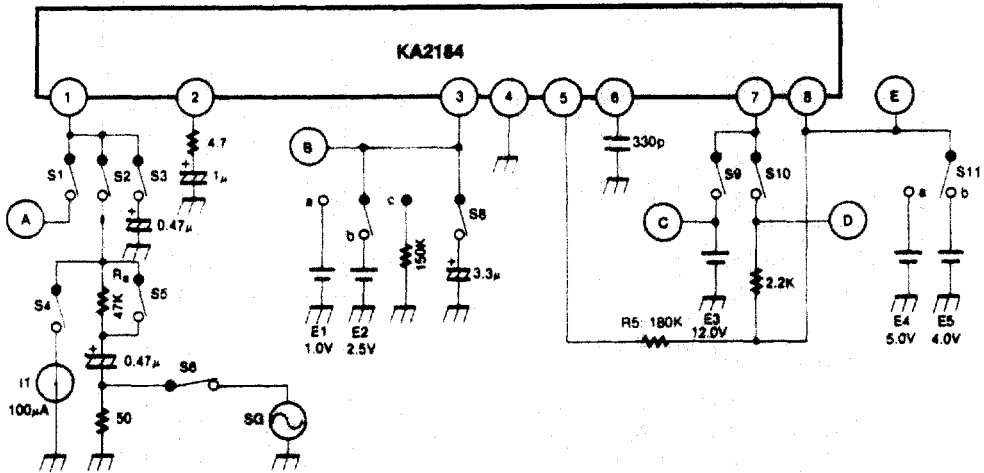 KA2184
1 2 3 4 5 6 7 8 E
4.7
1μ
S1 S2 S3
A
0.47μ
B
a
b
c
150K
S8
3.3μ
330p
S9 S10
C
D
S11
a b
2.2K
R5: 180K
E1
1.0V
E2
2.5V
E3
12.0V
E4
5.0V
E5
4.0V
S4
Ra
47K
S5
0.47μ
I1
100μA
S6
50
SG